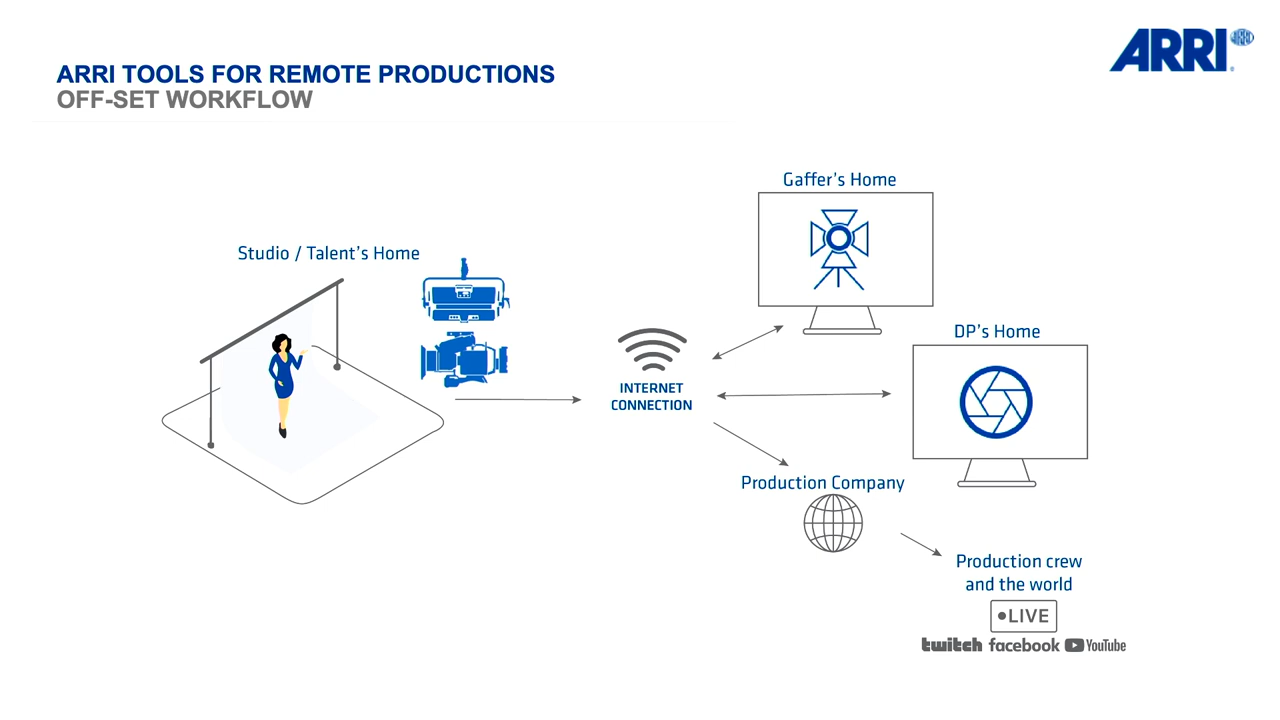 ARRI TOOLS FOR REMOTE PRODUCTIONS
OFF-SET WORKFLOW
ARRI
Studio / Talent's Home
INTERNET
CONNECTION
Gaffer's Home
DP's Home
Production Company
Production crew
and the world
LIVE
twitch facebook YouTube